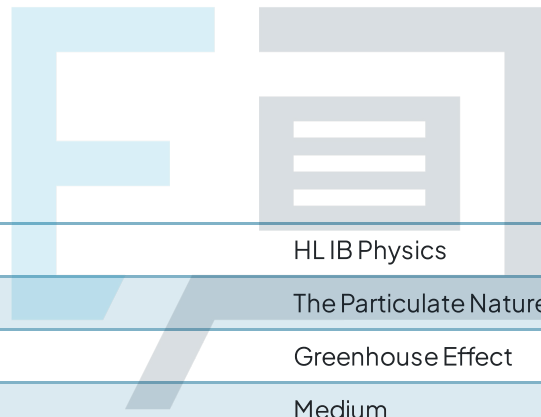 HL IB Physics
The Particulate Nature
Greenhouse Effect
Medium